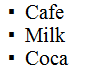 ▪ Cafe
▪ Milk
▪ Coca